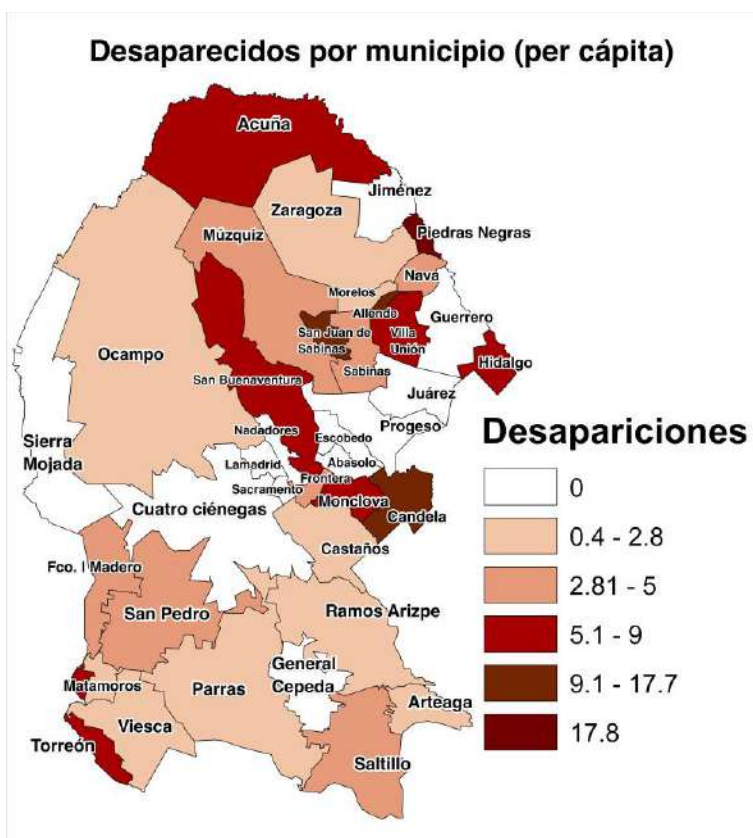 Desaparecidos por municipio (per cápita)
Acuña
Jiménez
Zaragoza
Piedras Negras
Múzquiz
Navá
Morelos
Allende
Guerrero
San Juan de
Sabinas
Villa
Unión
Ocampo
Hidalgo
Sabinas
San Buenaventura
Juárez
Nadadores
Progeso
Escobedo
Sierra
Mojada
Lamadrid
Abasolo
Frontera
Sacramento
Monclova
Cuatro ciénegas
Candela
Castaños
Fco. I Madero
San Pedro
Ramos Arizpe
General
Cepeda
Matamoros
Parras
Arteaga
Viesca
Torreón
Saltillo
Desapariciones
0
0.4 - 2.8
2.81 - 5
5.1 - 9
9.1 - 17.7
17.8